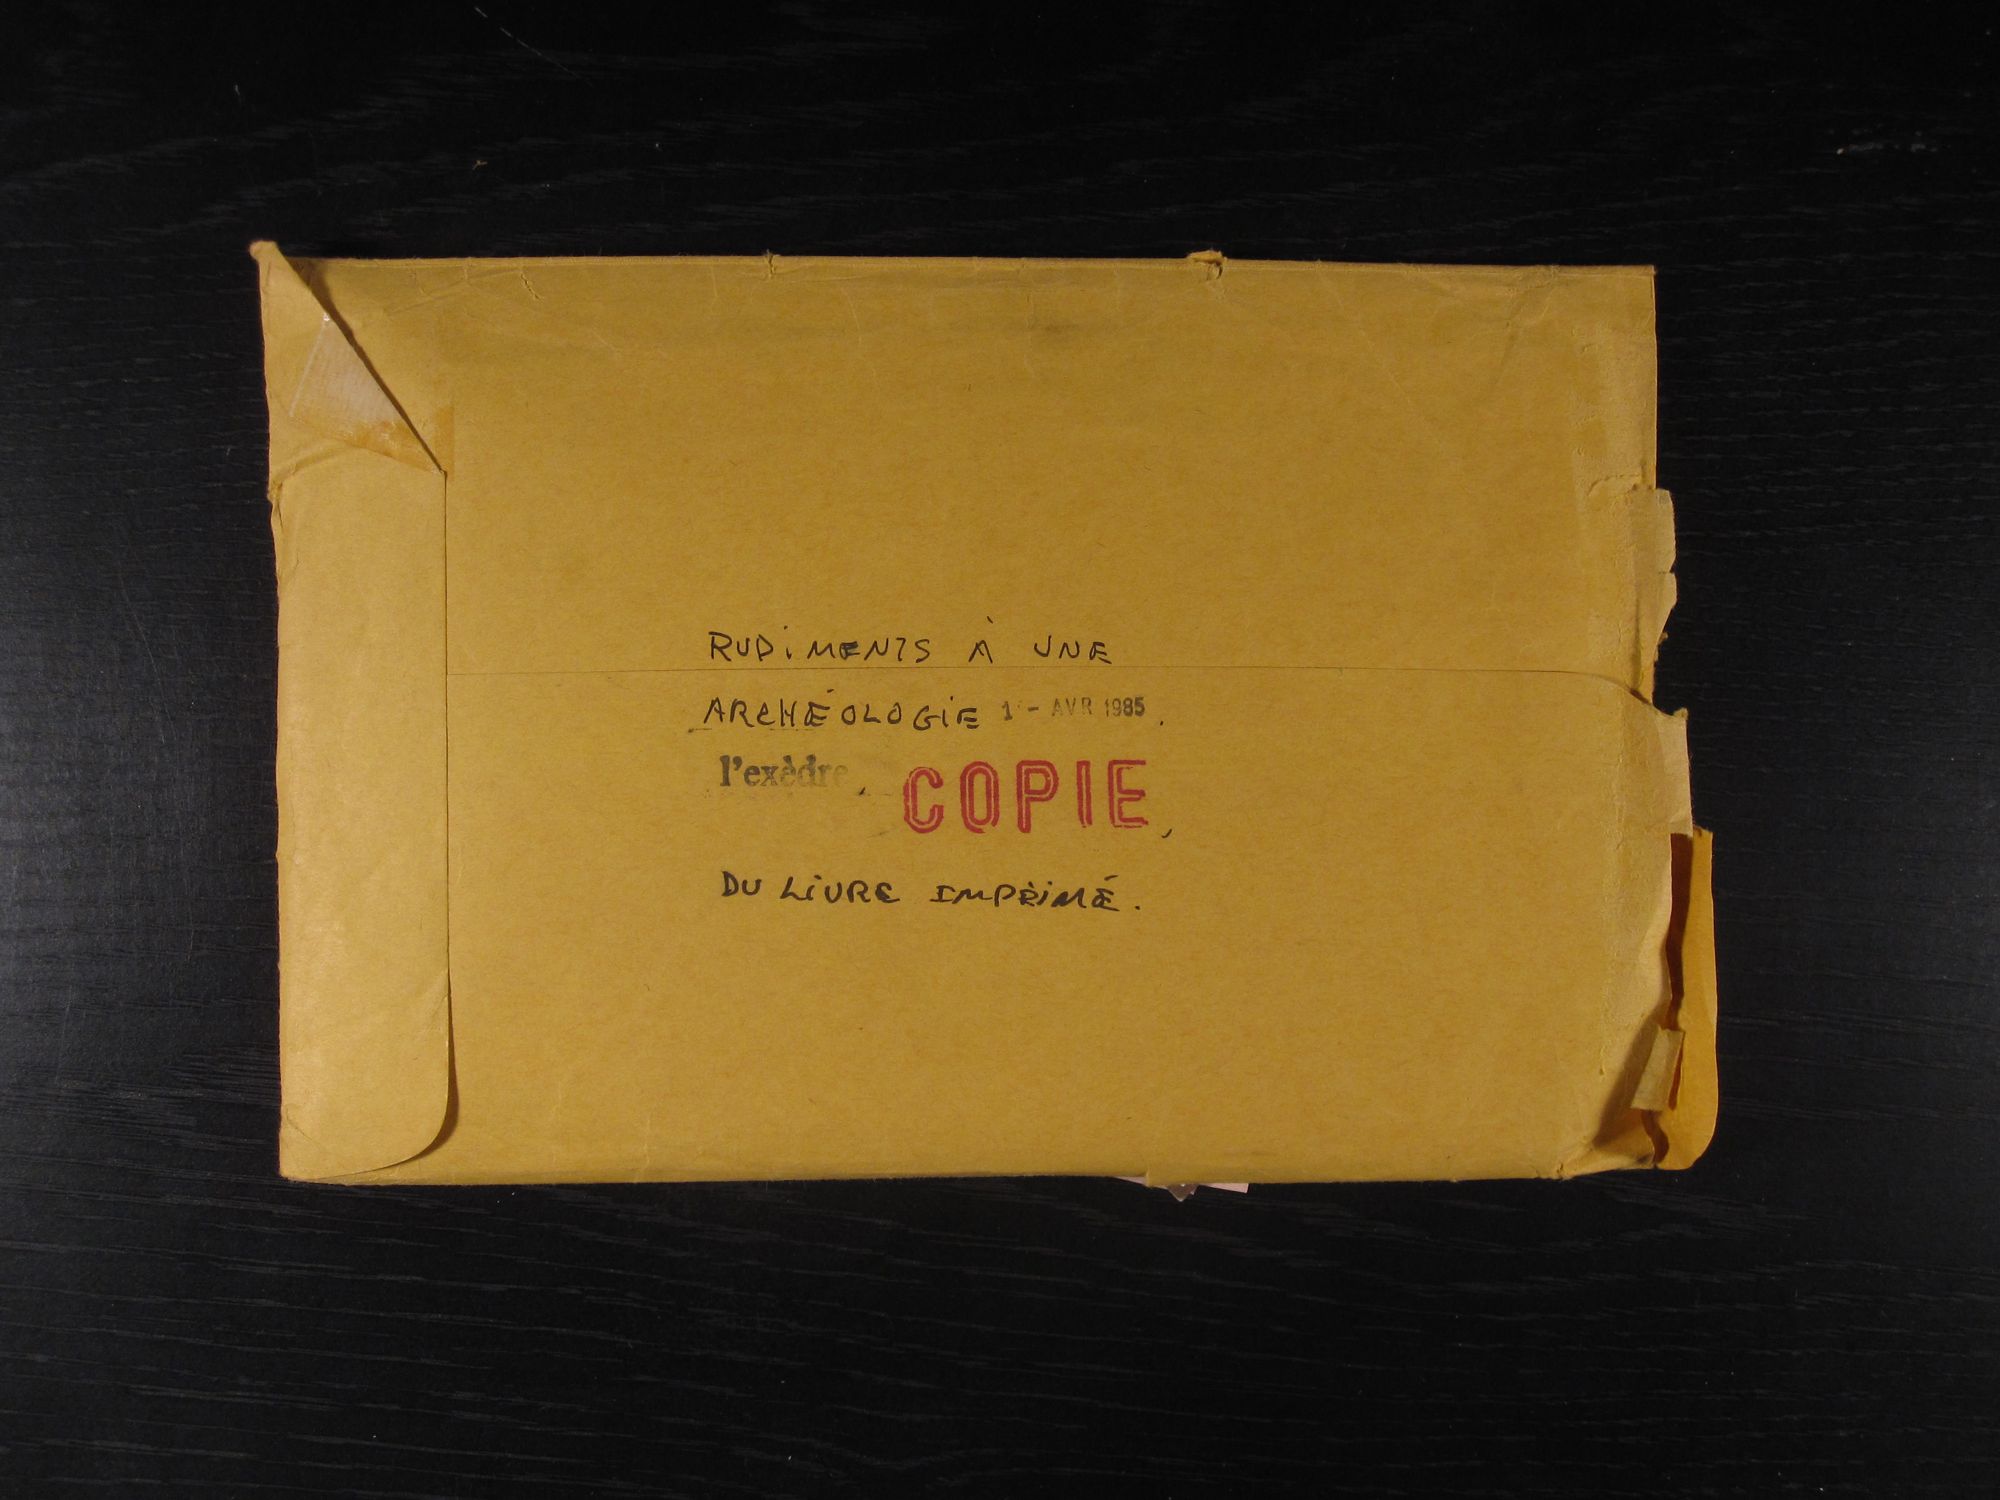 RUDiMENTS À UNE
ARCHÉOLOGiE 1 - AVR 1985.
l'exèdre, COPIE,
DU LiVRE IMPRiMÉ.